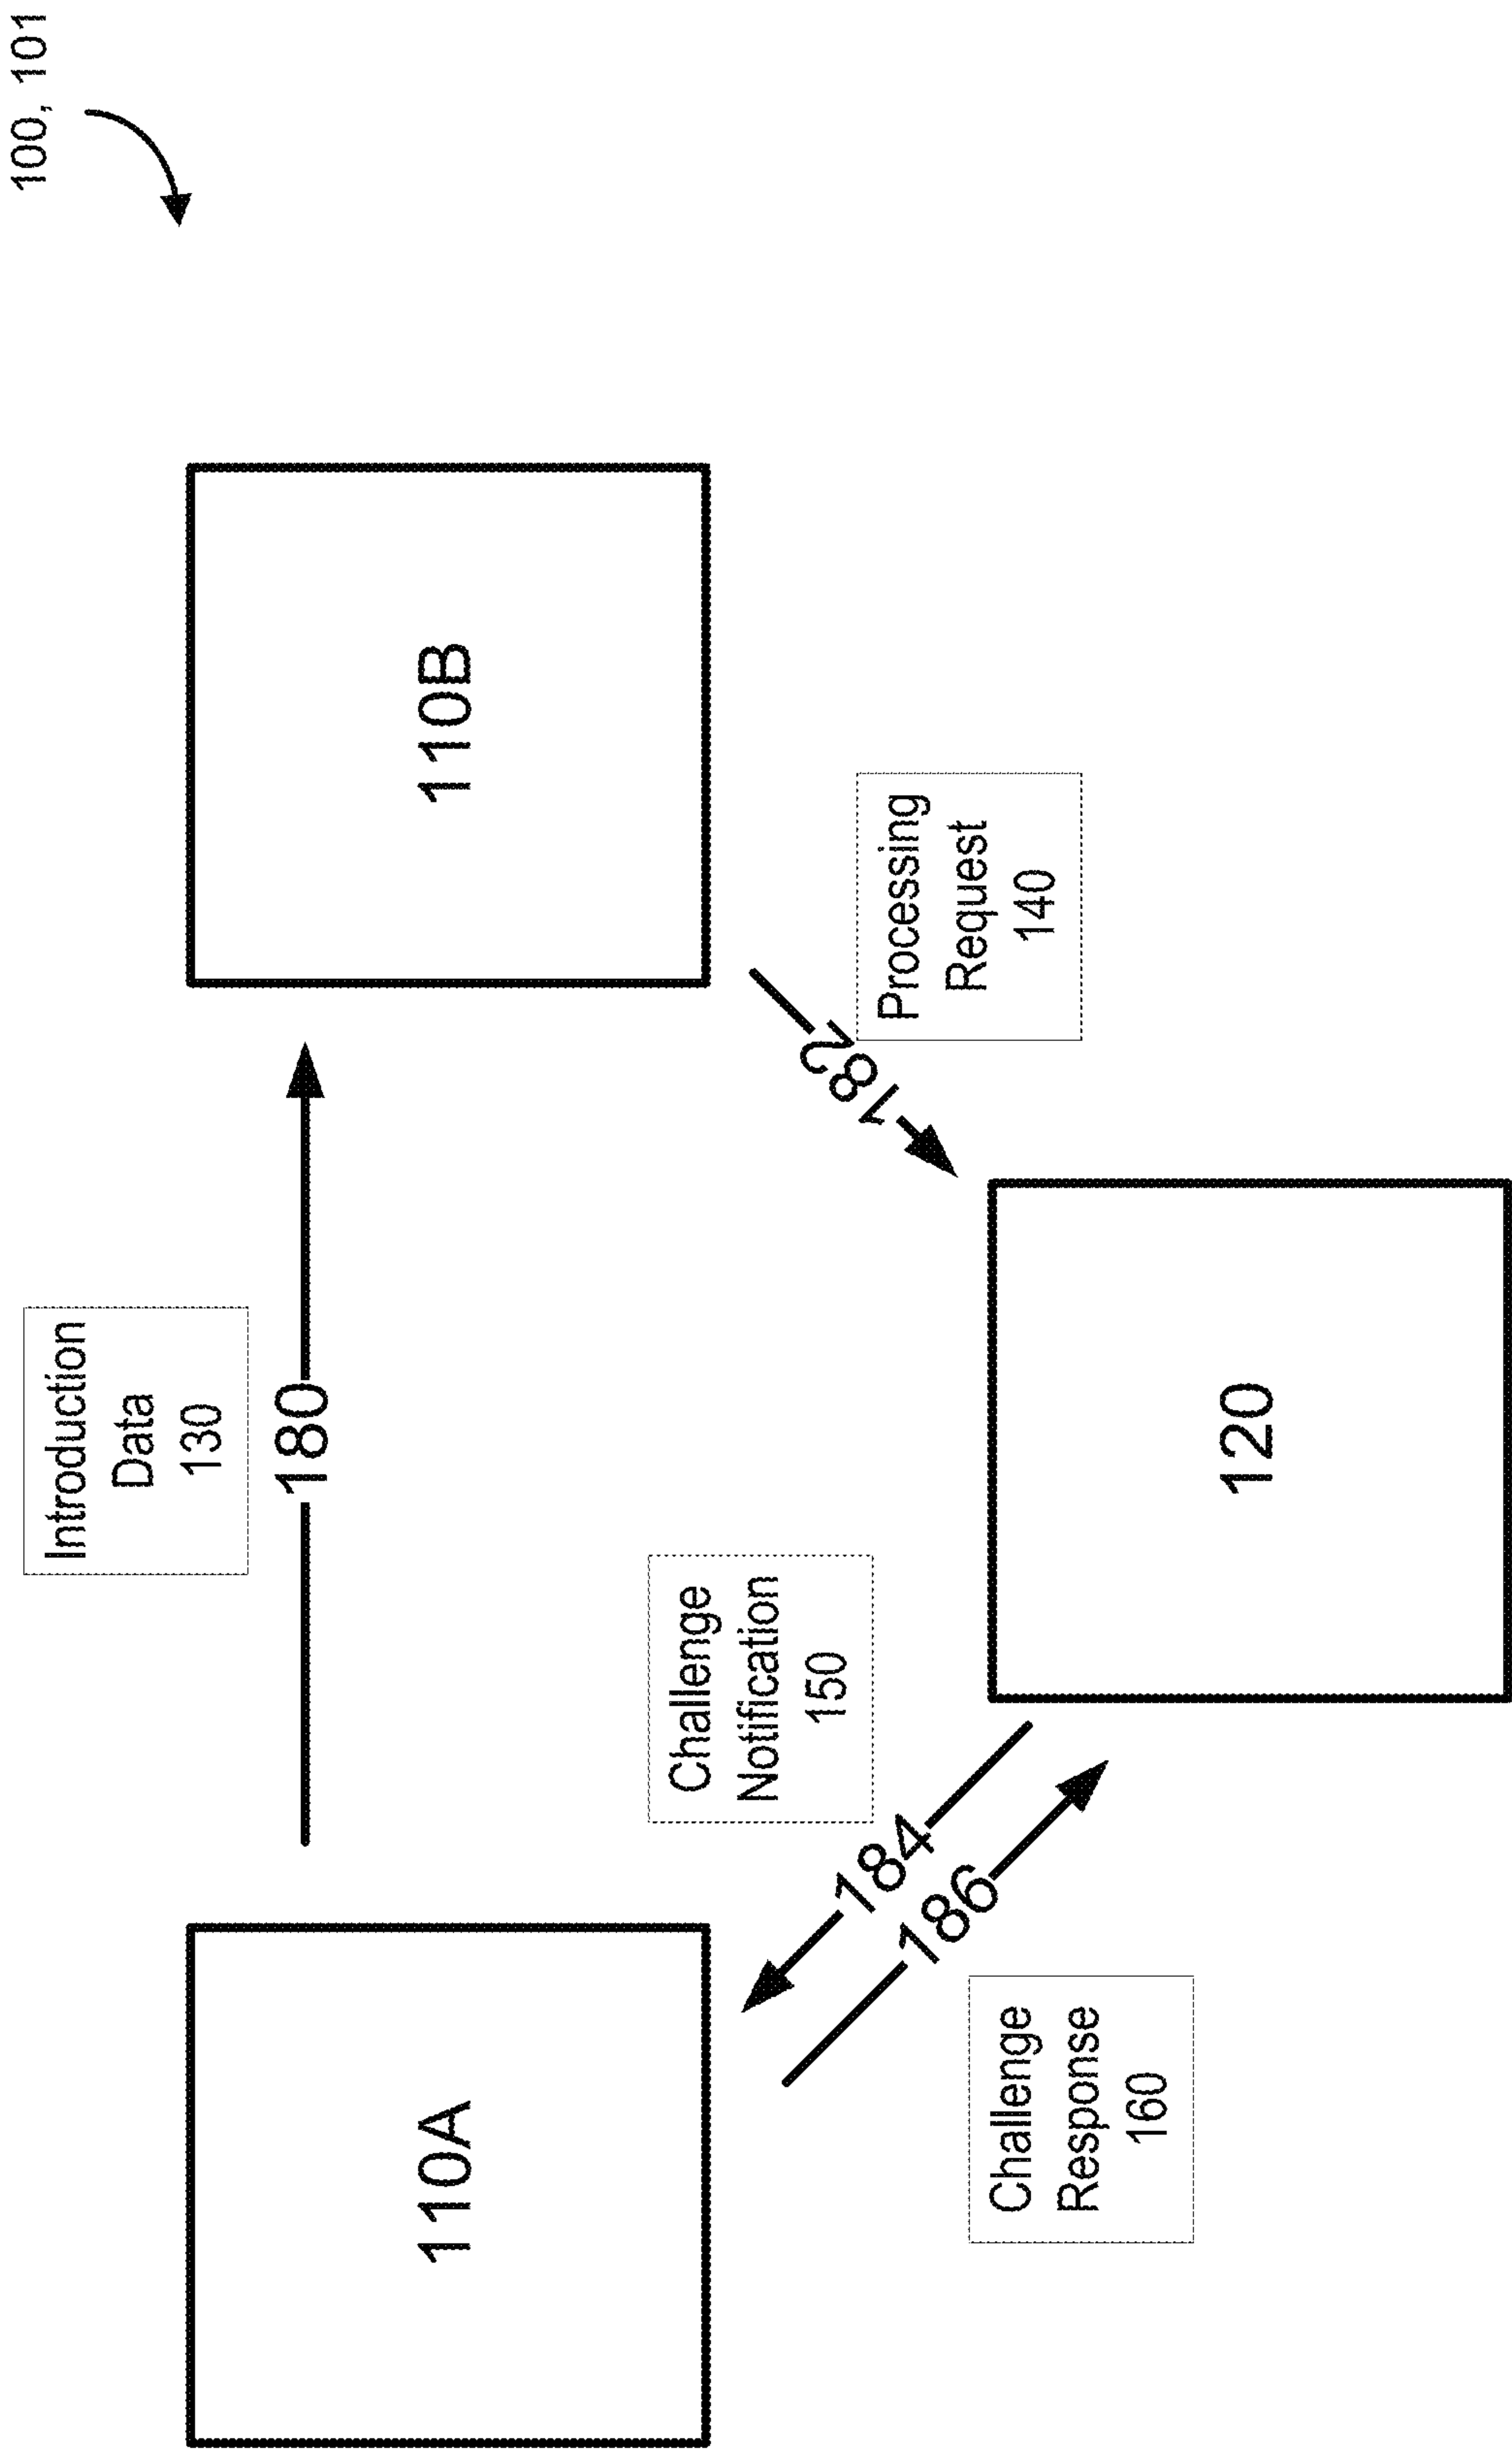 100, 101
Introduction
Data
130
180
110A
110B
Challenge
Notification
150
184
186
Challenge
Response
160
182
Processing
Request
140
120